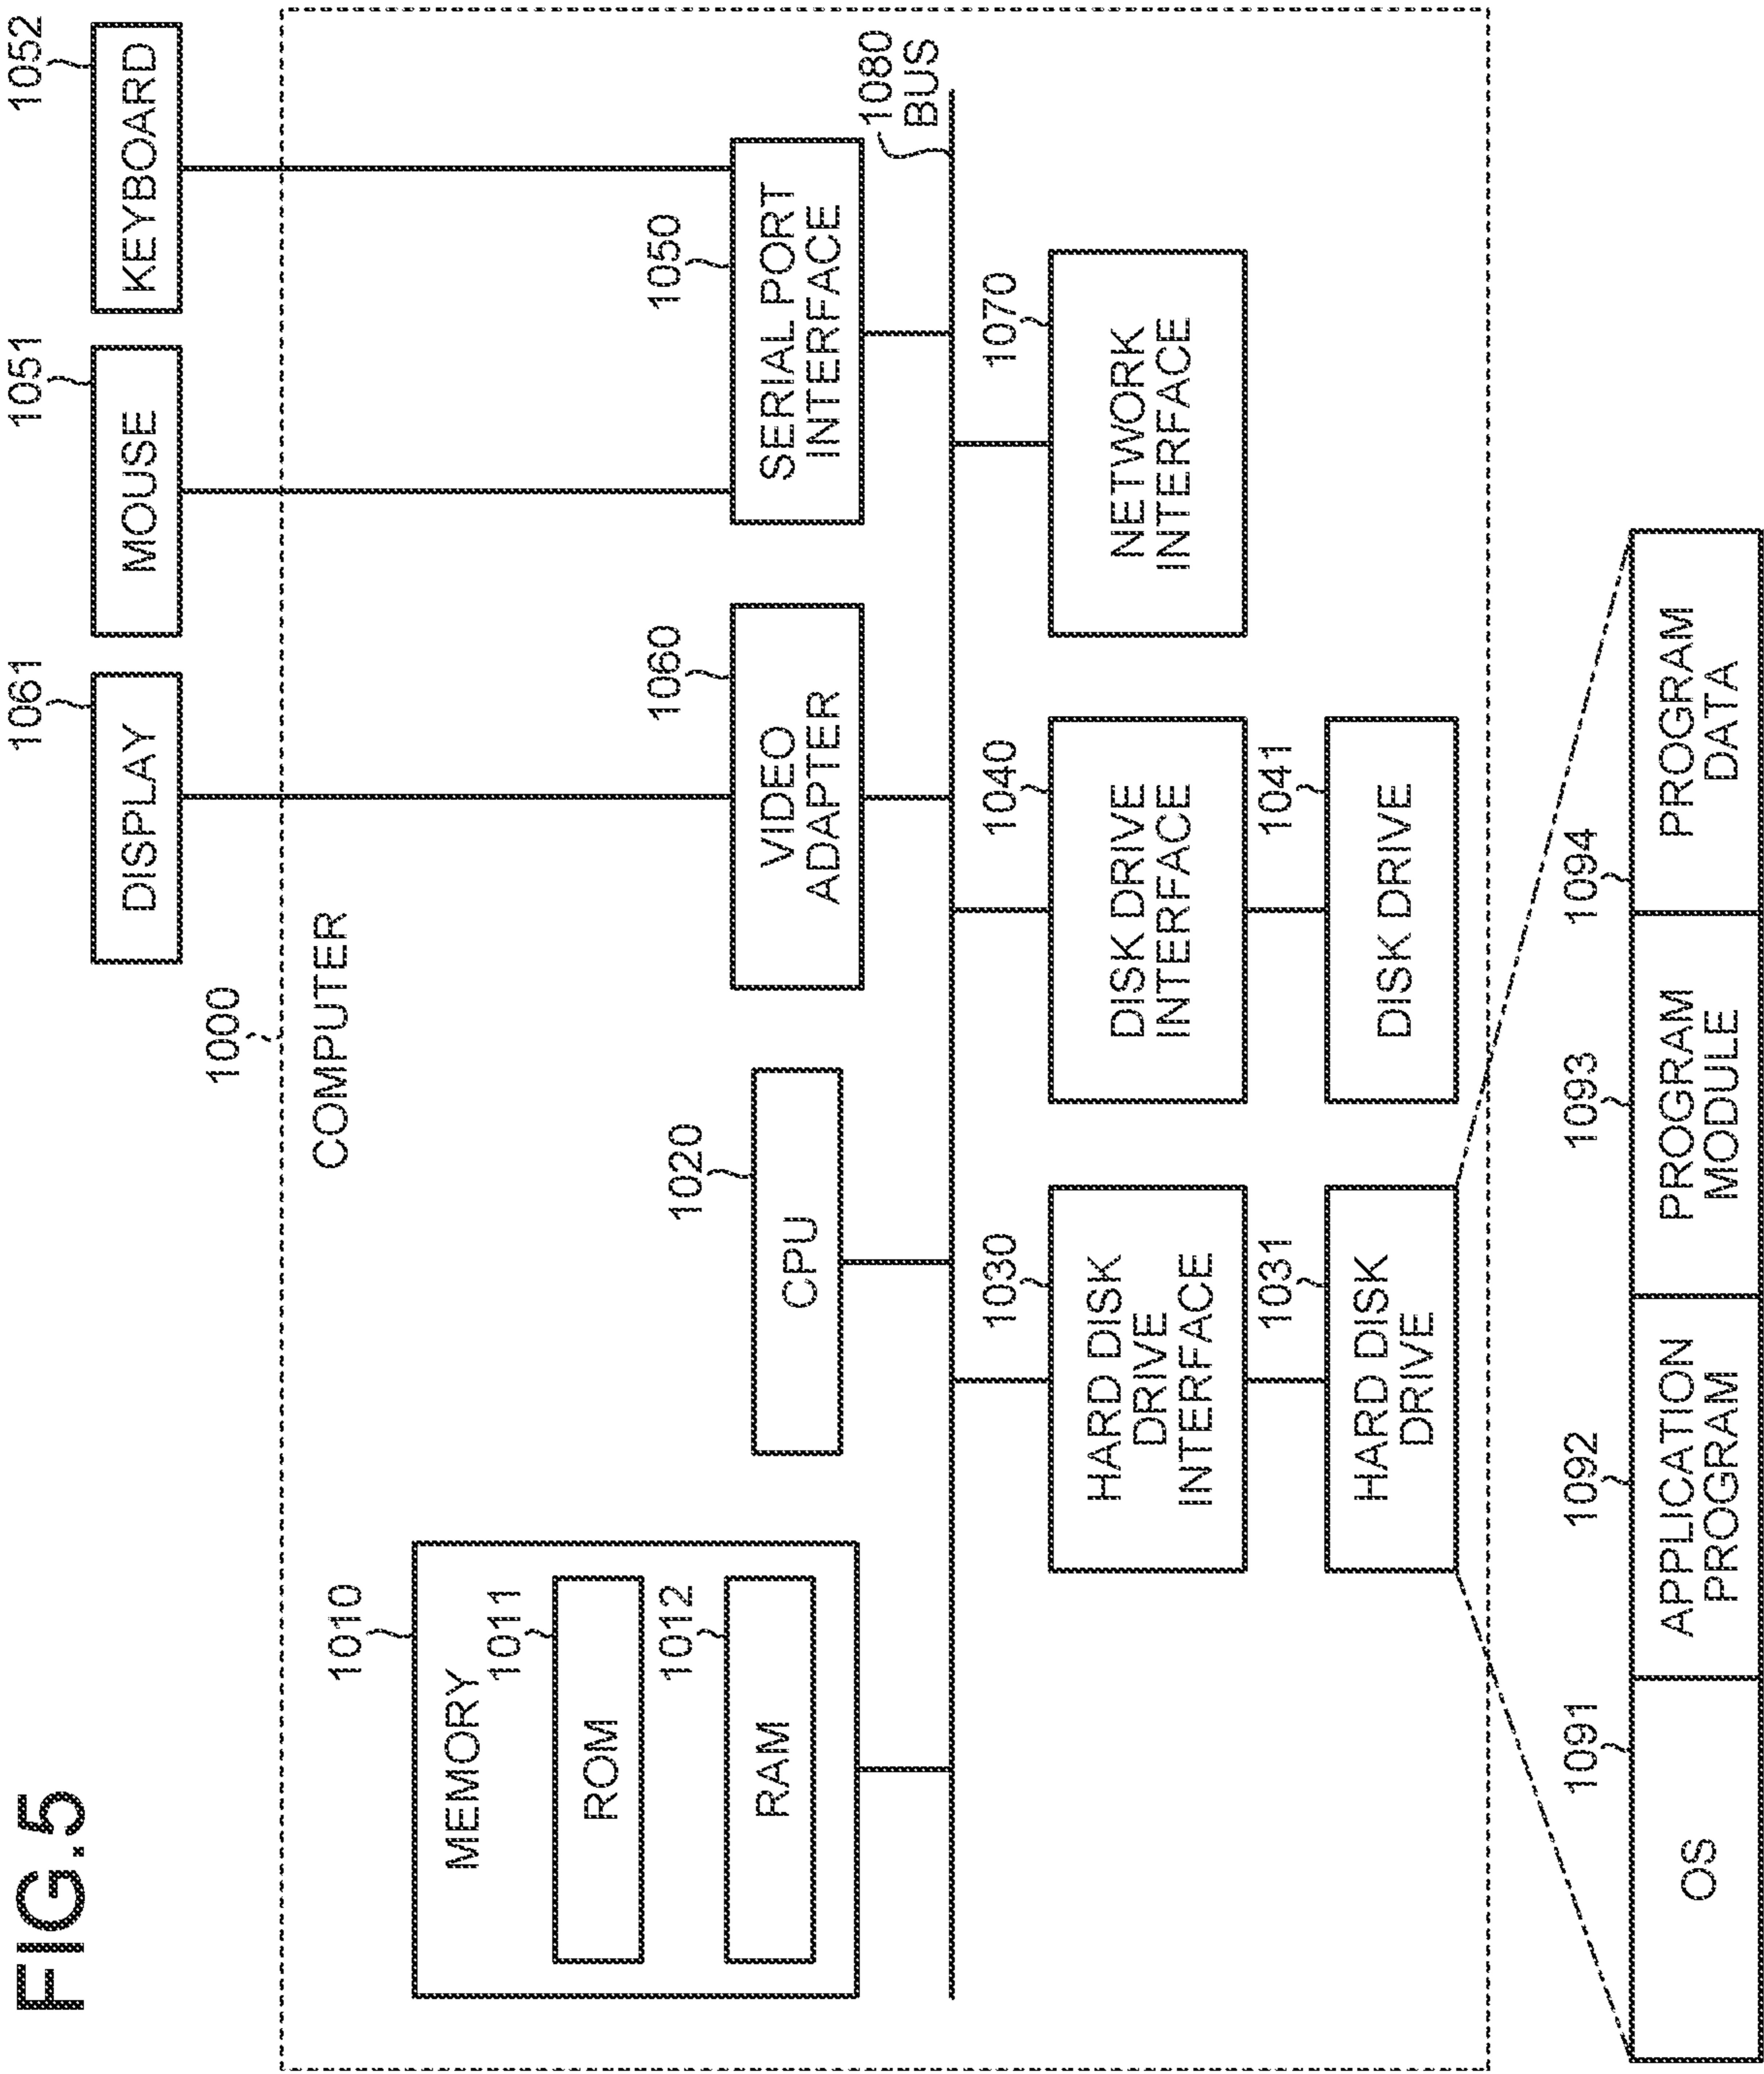 FIG.5
1000
COMPUTER
1061
DISPLAY
1051
MOUSE
1052
KEYBOARD
1010
MEMORY
1011
ROM
1012
RAM
1020
CPU
1060
VIDEO
ADAPTER
1050
SERIAL PORT
INTERFACE
1080
BUS
1030
HARD DISK
DRIVE
INTERFACE
1040
DISK DRIVE
INTERFACE
1070
NETWORK
INTERFACE
1031
HARD DISK
DRIVE
1041
DISK DRIVE
1091
OS
1092
APPLICATION
PROGRAM
1093
PROGRAM
MODULE
1094
PROGRAM
DATA